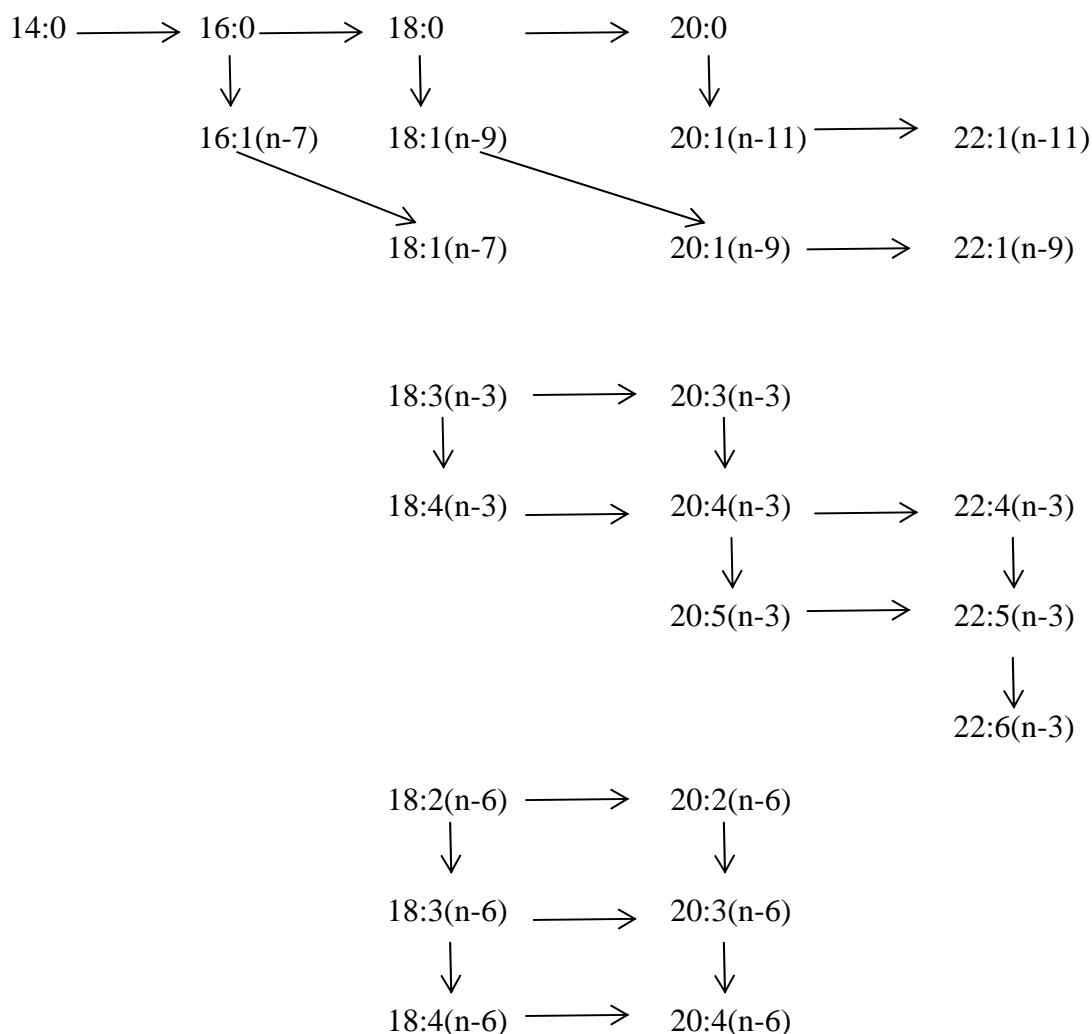 14:0 16:0 18:0 20:0
16:1(n-7) 18:1(n-9) 20:1(n-11) 22:1(n-11)
18:1(n-7) 20:1(n-9) 22:1(n-9)
18:3(n-3) 20:3(n-3)
18:4(n-3) 20:4(n-3) 22:4(n-3)
20:5(n-3) 22:5(n-3)
22:6(n-3)
18:2(n-6) 20:2(n-6)
18:3(n-6) 20:3(n-6)
18:4(n-6) 20:4(n-6)